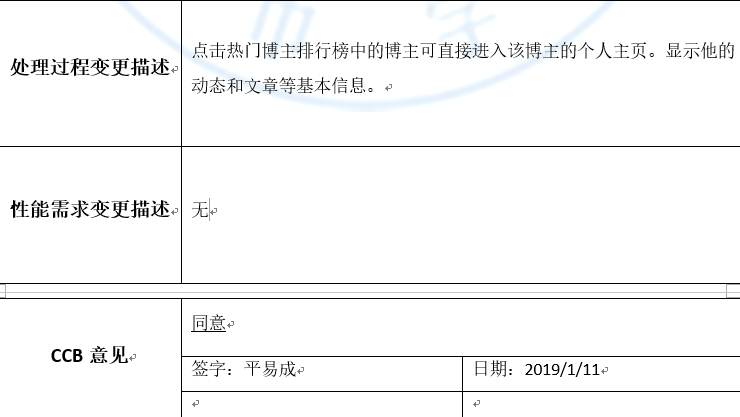 处理过程变更描述
点击热门博主排行榜中的博主可直接进入该博主的个人主页。显示他的
动态和文章等基本信息。
性能需求变更描述
无
CCB 意见
同意
签字：平易成
日期：2019/1/11